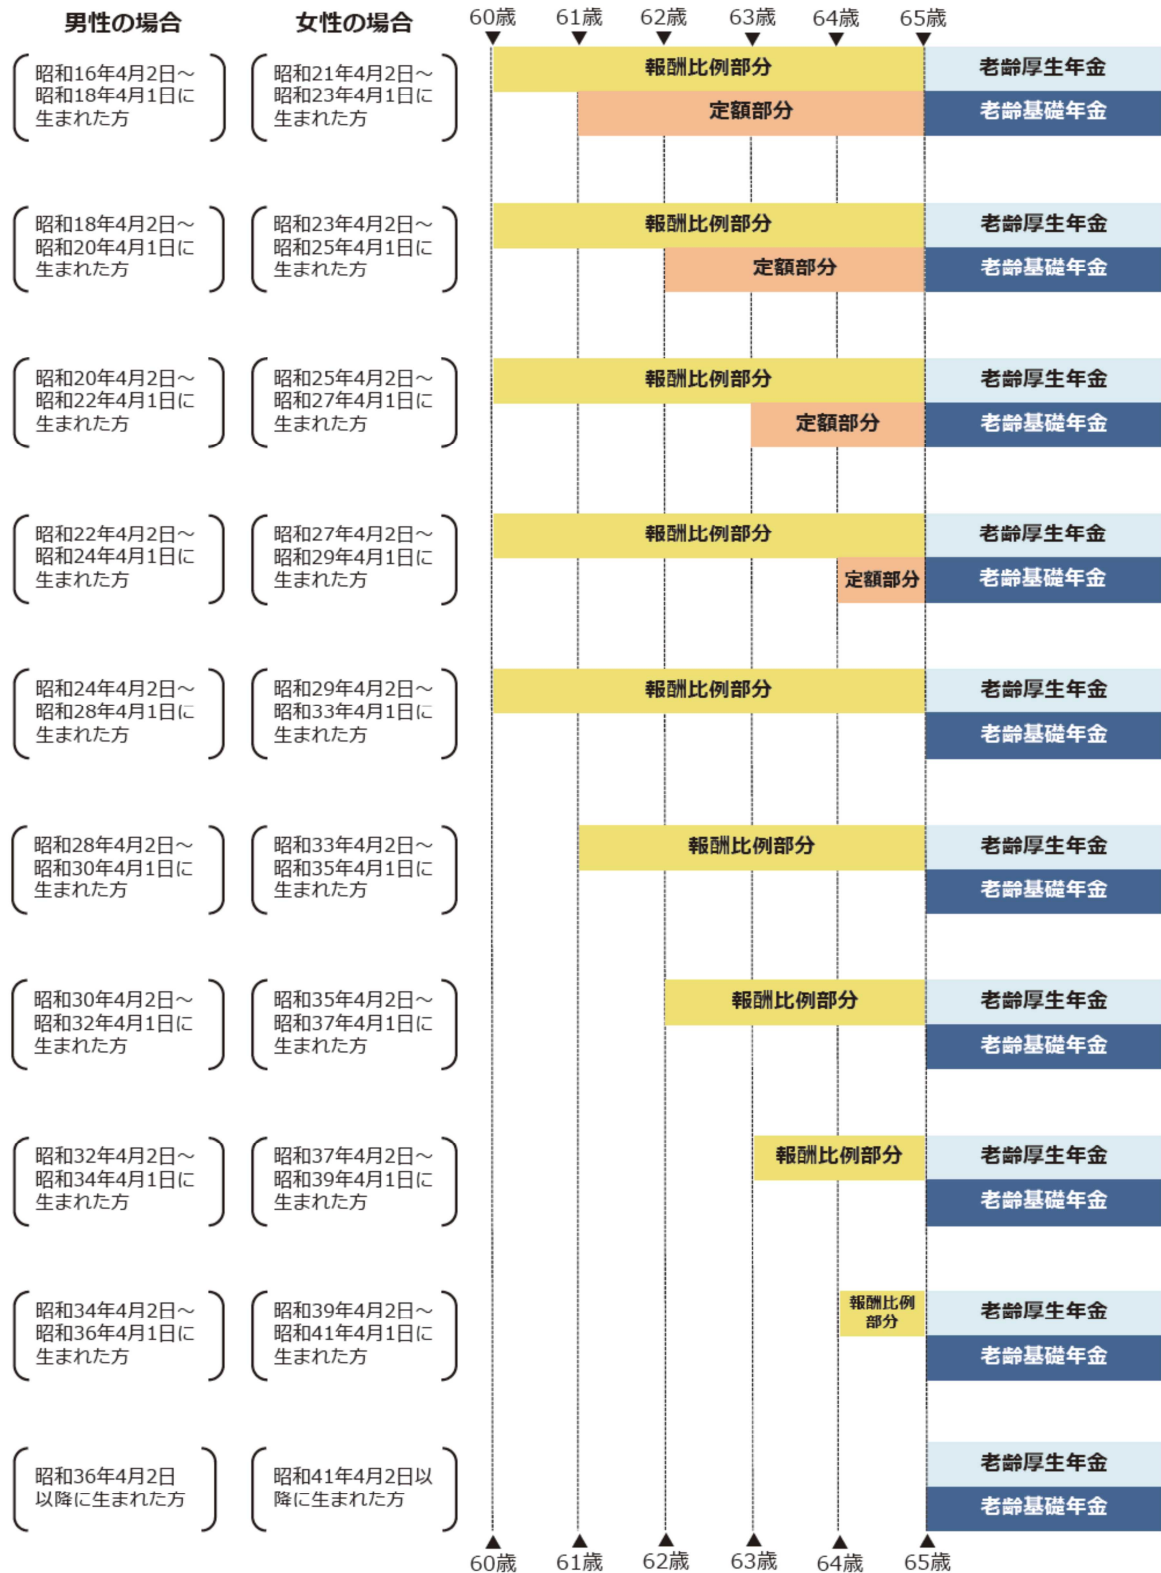 男性の場合
女性の場合
60歳
61歳
62歳
63歳
64歳
65歳
昭和16年4月2日～
昭和18年4月1日に
生まれた方
昭和21年4月2日～
昭和23年4月1日に
生まれた方
報酬比例部分
定額部分
老齢厚生年金
老齢基礎年金
昭和18年4月2日～
昭和20年4月1日に
生まれた方
昭和23年4月2日～
昭和25年4月1日に
生まれた方
報酬比例部分
定額部分
老齢厚生年金
老齢基礎年金
昭和20年4月2日～
昭和22年4月1日に
生まれた方
昭和25年4月2日～
昭和27年4月1日に
生まれた方
報酬比例部分
定額部分
老齢厚生年金
老齢基礎年金
昭和22年4月2日～
昭和24年4月1日に
生まれた方
昭和27年4月2日～
昭和29年4月1日に
生まれた方
報酬比例部分
定額部分
老齢厚生年金
老齢基礎年金
昭和24年4月2日～
昭和28年4月1日に
生まれた方
昭和29年4月2日～
昭和33年4月1日に
生まれた方
報酬比例部分
老齢厚生年金
老齢基礎年金
昭和28年4月2日～
昭和30年4月1日に
生まれた方
昭和33年4月2日～
昭和35年4月1日に
生まれた方
報酬比例部分
老齢厚生年金
老齢基礎年金
昭和30年4月2日～
昭和32年4月1日に
生まれた方
昭和35年4月2日～
昭和37年4月1日に
生まれた方
報酬比例部分
老齢厚生年金
老齢基礎年金
昭和32年4月2日～
昭和34年4月1日に
生まれた方
昭和37年4月2日～
昭和39年4月1日に
生まれた方
報酬比例部分
老齢厚生年金
老齢基礎年金
昭和34年4月2日～
昭和36年4月1日に
生まれた方
昭和39年4月2日～
昭和41年4月1日に
生まれた方
報酬比例
部分
老齢厚生年金
老齢基礎年金
昭和36年4月2日
以降に生まれた方
昭和41年4月2日以
降に生まれた方
老齢厚生年金
老齢基礎年金
60歳
61歳
62歳
63歳
64歳
65歳